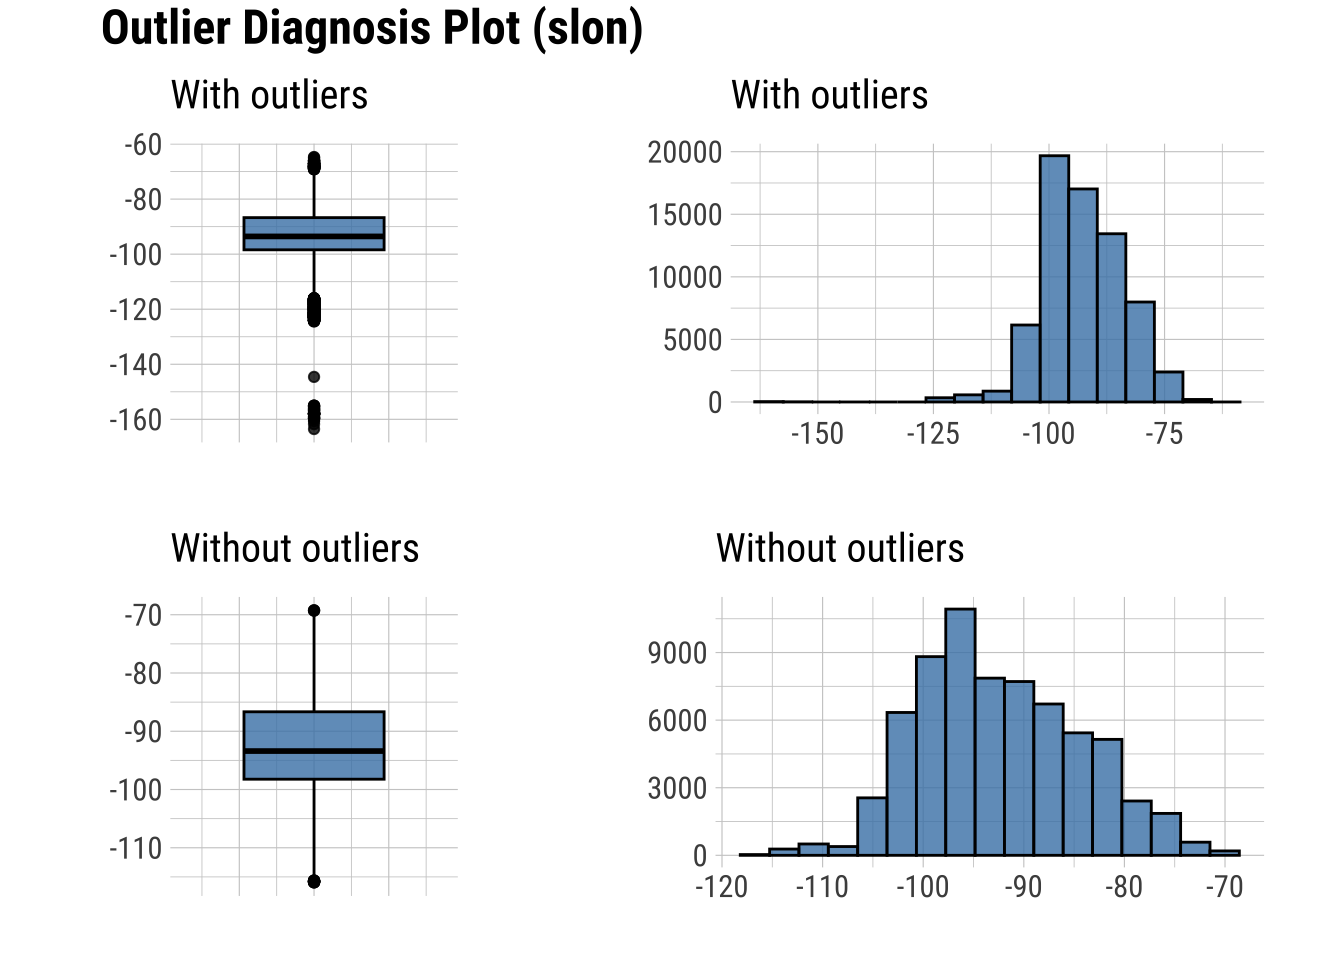 Outlier Diagnosis Plot (slon)
With outliers
-60
-80
-100
-120
-140
-160
With outliers
20000
15000
10000
5000
0
-150 -125 -100 -75
Without outliers
-70
-80
-90
-100
-110
Without outliers
9000
6000
3000
0
-120 -110 -100 -90 -80 -70